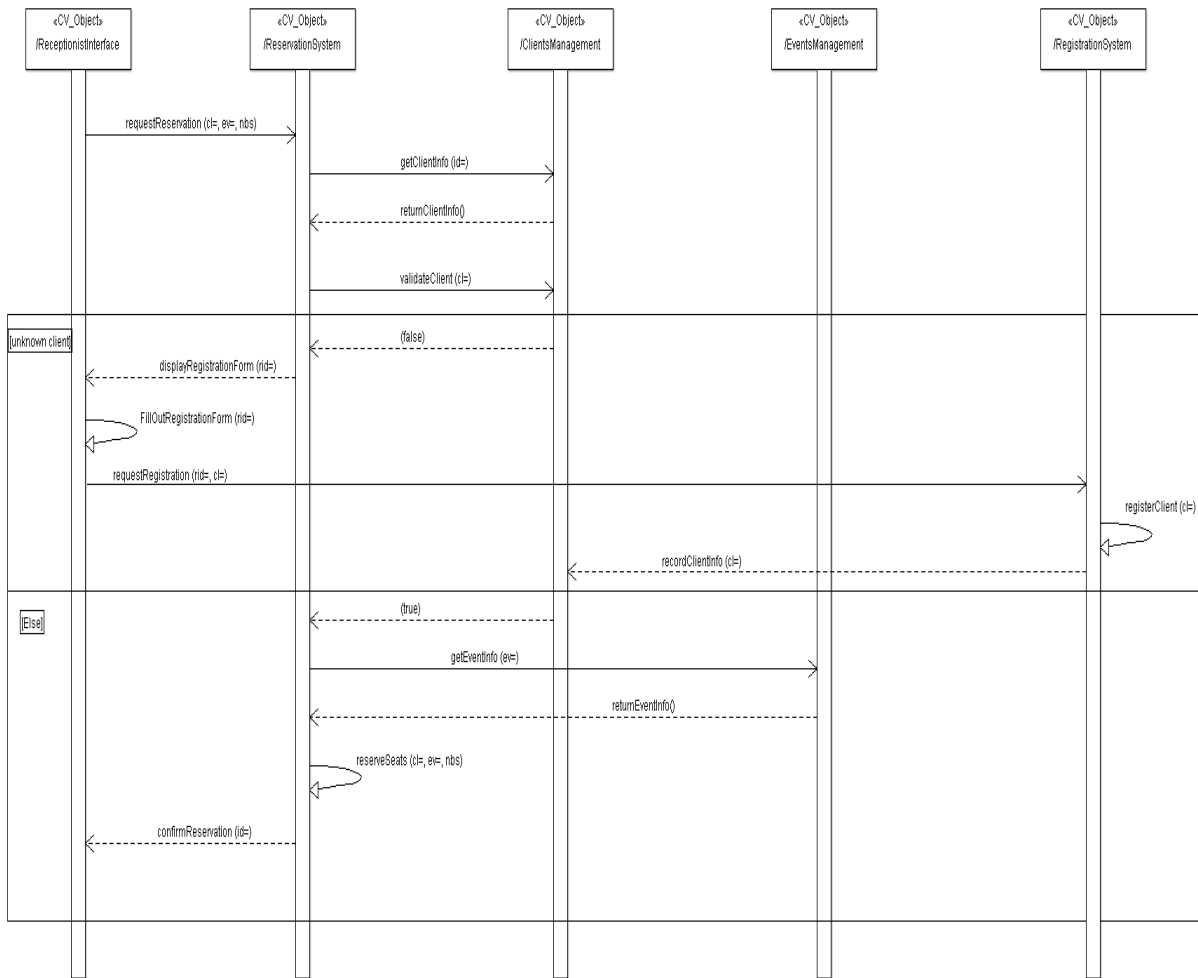 «CV_Object»
/ReceptionistInterface
«CV_Object»
/ReservationSystem
«CV_Object»
/ClientsManagement
«CV_Object»
/EventsManagement
«CV_Object»
/RegistrationSystem
requestReservation (cl=, ev=, nbs)
getClientInfo (id=)
returnClientInfo()
validateClient (cl=)
[unknown client]
(false)
displayRegistrationForm (rid=)
FillOutRegistrationForm (rid=)
requestRegistration (rid=, cl=)
registerClient (cl=)
recordClientInfo (cl=)
[Else]
(true)
getEventInfo (ev=)
returnEventInfo()
reserveSeats (cl=, ev=, nbs)
confirmReservation (id=)